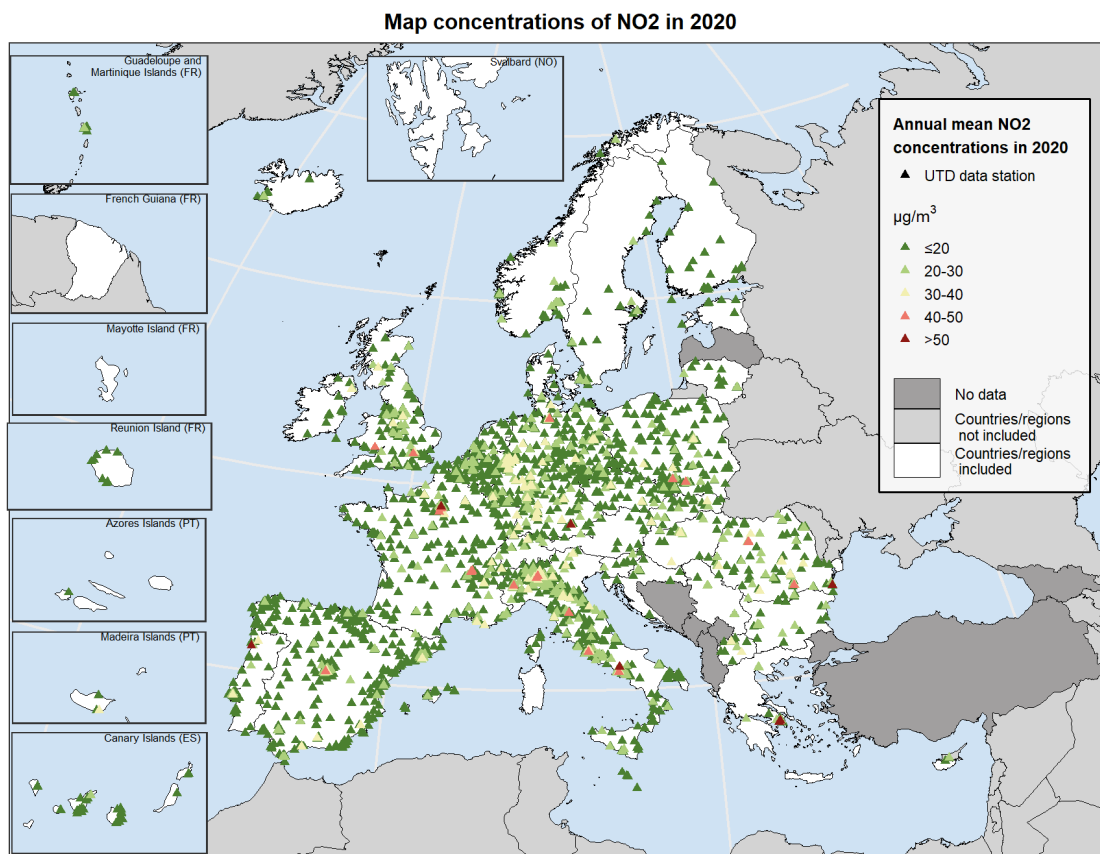 Map concentrations of NO2 in 2020
Guadeloupe and
Martinique Islands (FR)
Svalbard (NO)
French Guiana (FR)
Mayotte Island (FR)
Reunion Island (FR)
Azores Islands (PT)
Madeira Islands (PT)
Canary Islands (ES)
Annual mean NO2
concentrations in 2020
UTD data station
µg/m³
≤20
20-30
30-40
40-50
>50
No data
Countries/regions
not included
Countries/regions
included